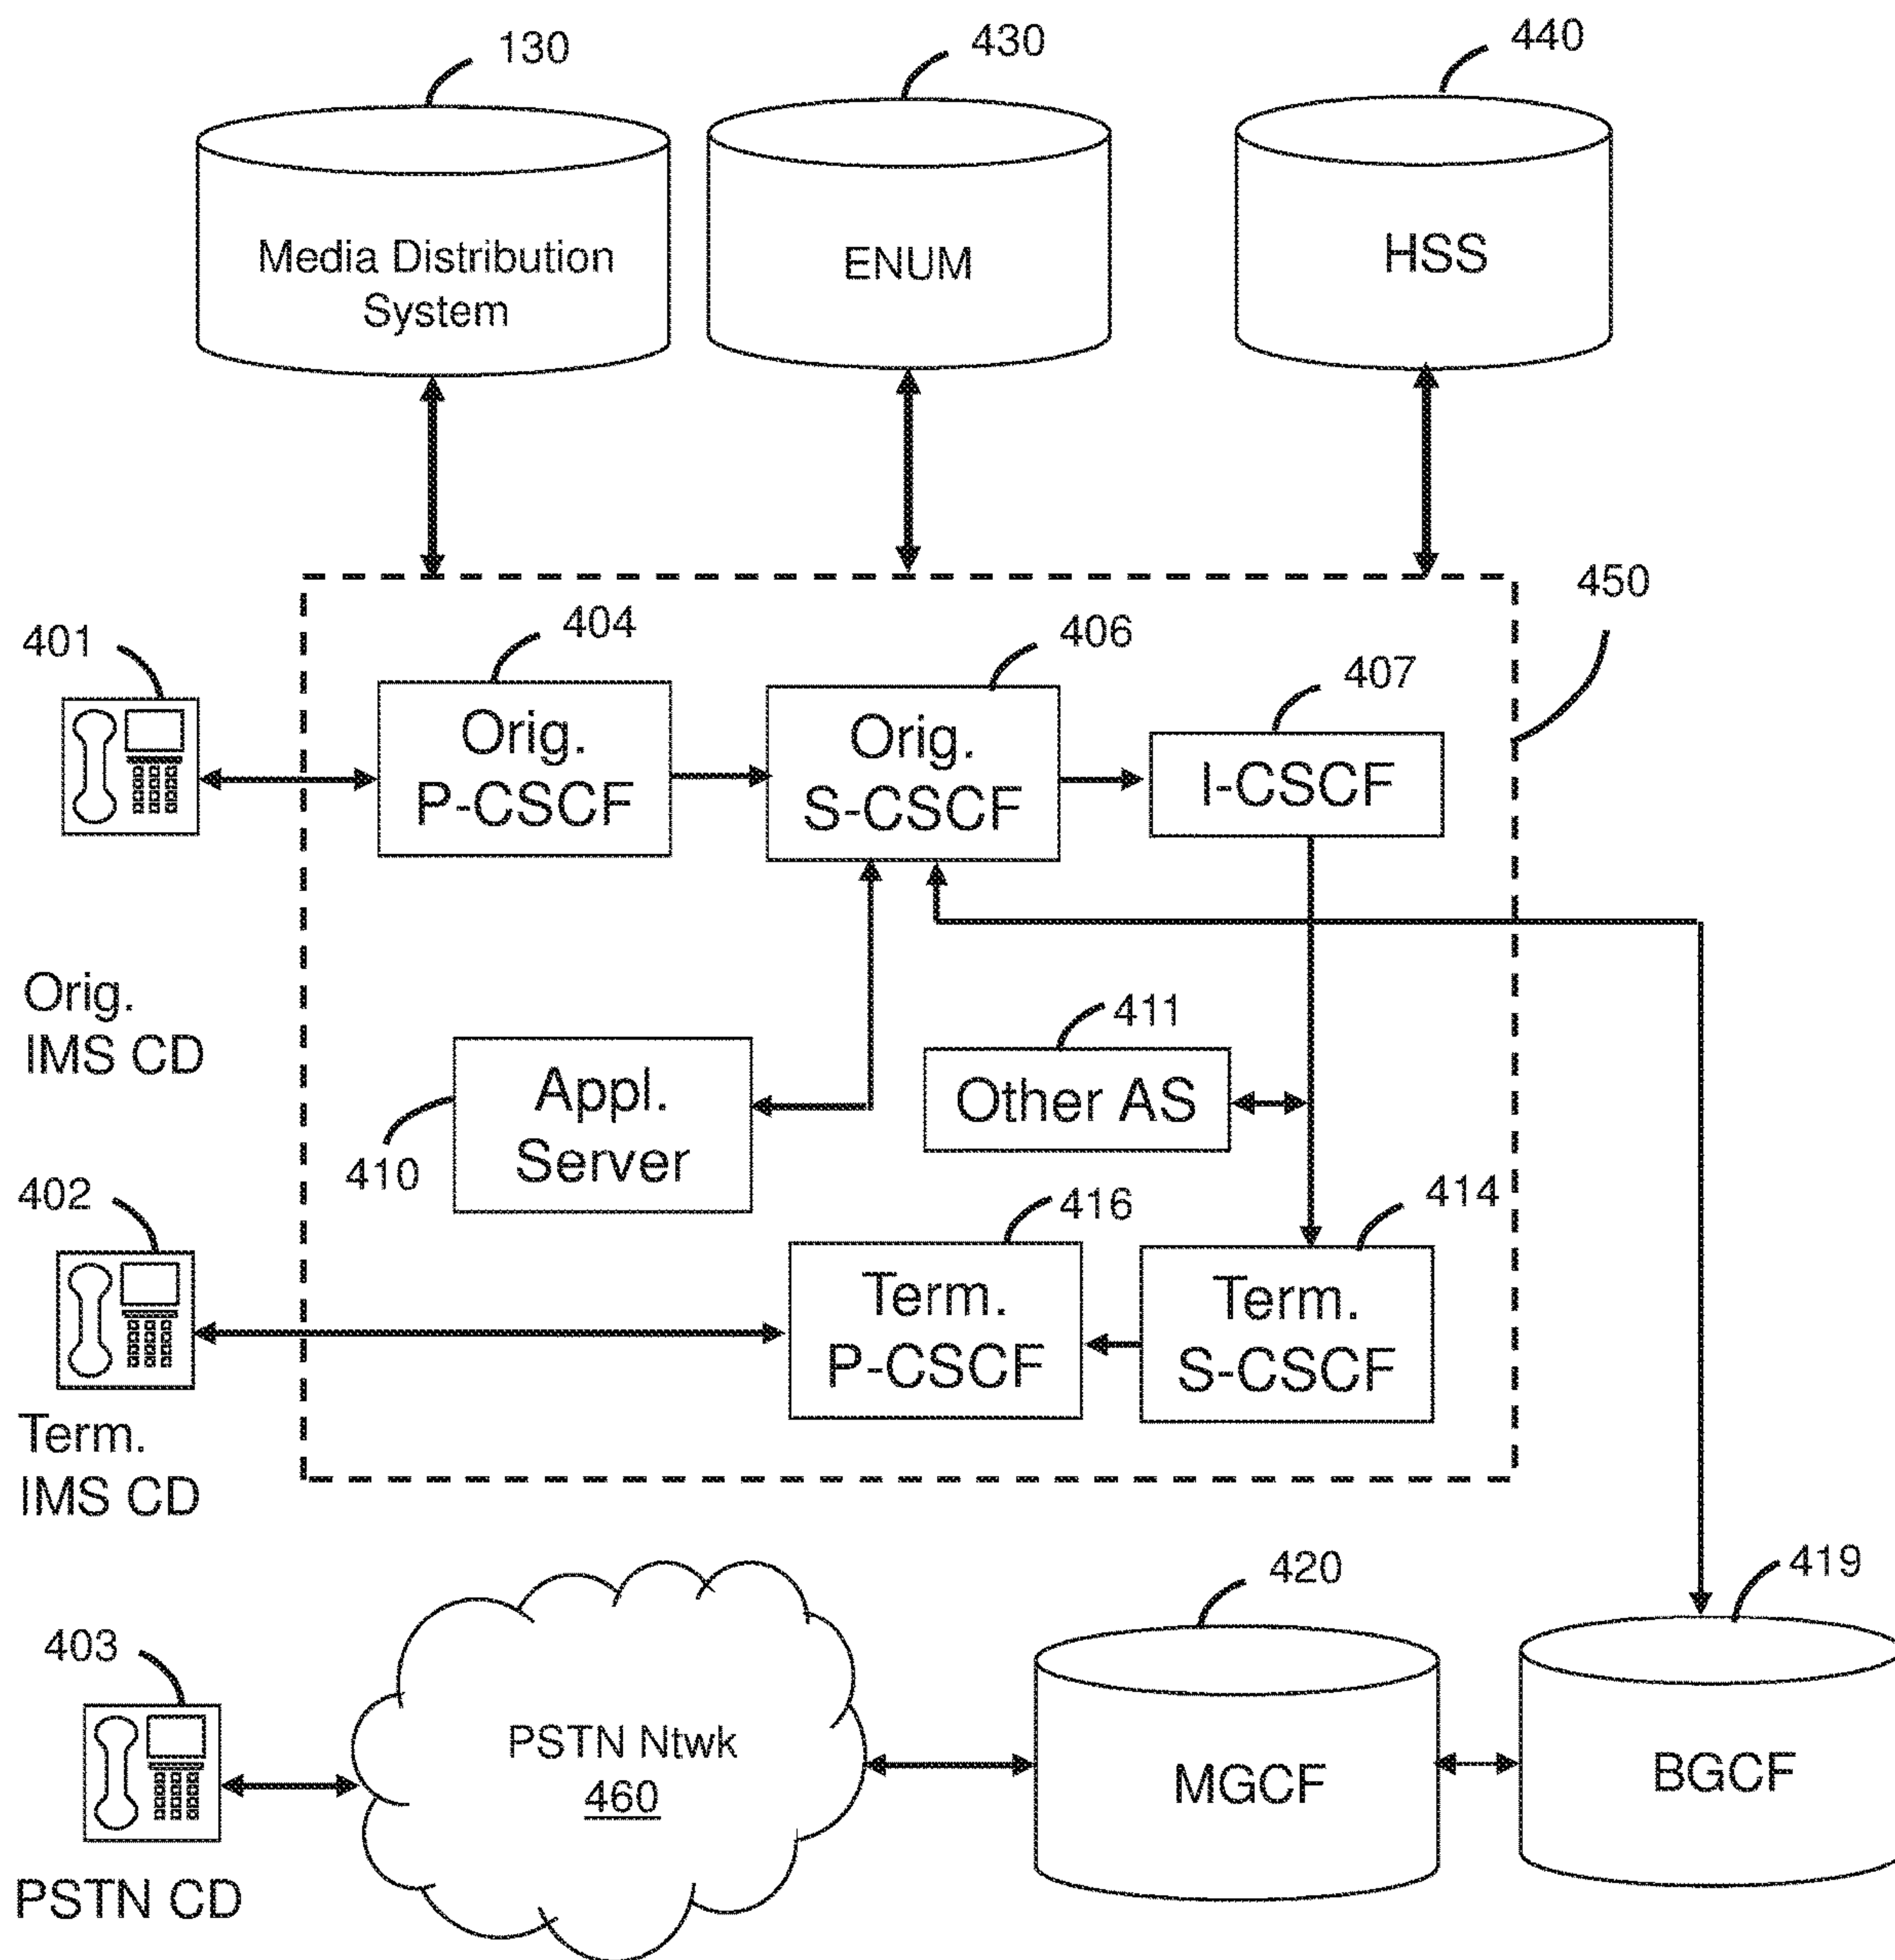 130
430
440
Media Distribution
System
ENUM
HSS
450
401
404
406
407
Orig.
P-CSCF
Orig.
S-CSCF
I-CSCF
Orig.
IMS CD
411
Appl.
Server
Other AS
410
402
416
414
Term.
P-CSCF
Term.
S-CSCF
Term.
IMS CD
420
419
403
PSTN Ntwk
460
MGCF
BGCF
PSTN CD